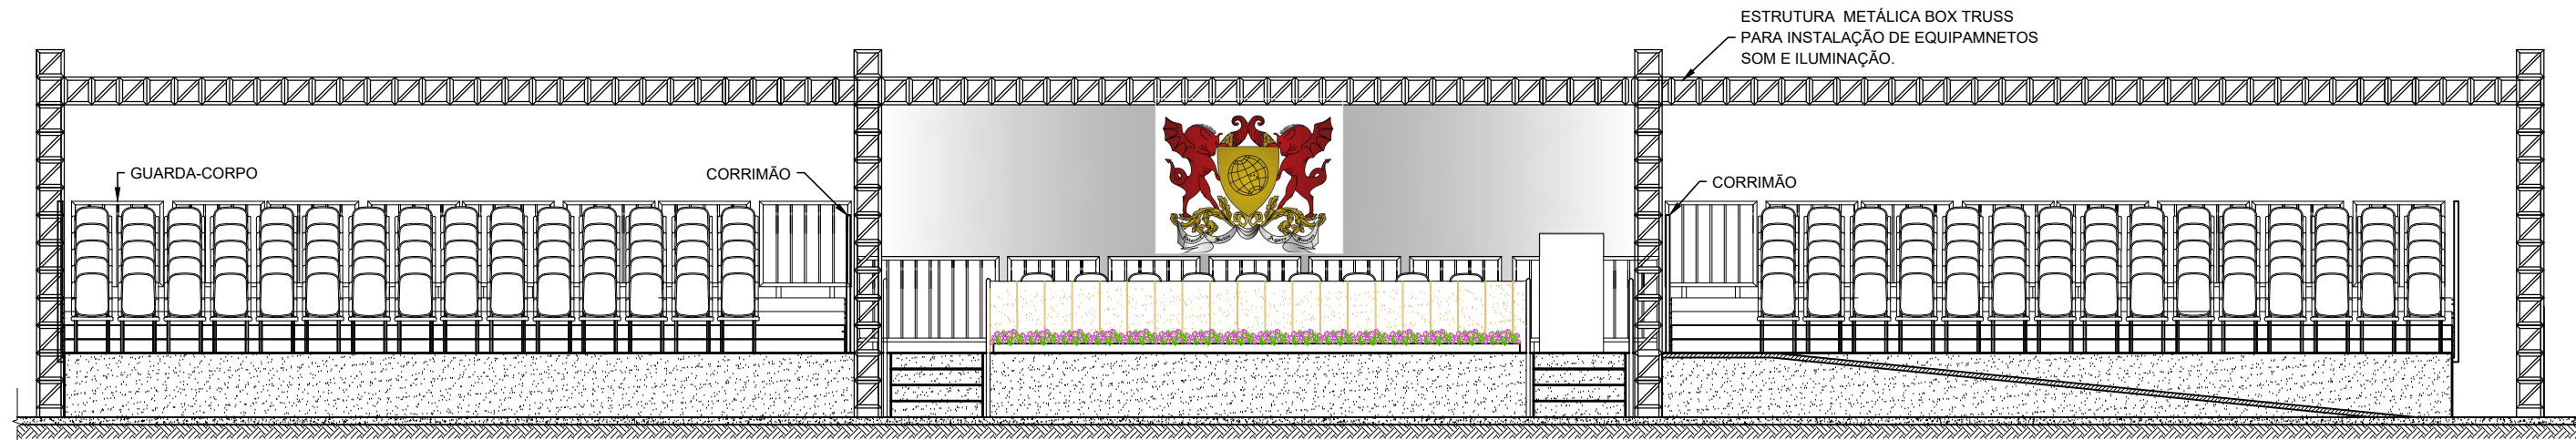 ESTRUTURA METÁLICA BOX TRUSS
PARA INSTALAÇÃO DE EQUIPAMNETOS
SOM E ILUMINAÇÃO.
GUARDA-CORPO
CORRIMÃO
CORRIMÃO